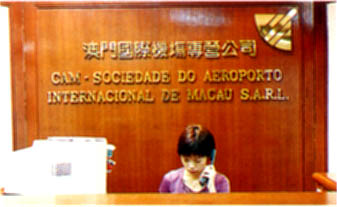 澳門國際機場專營公司
CAM - SOCIEDADE DO AEROPORTO
INTERNACIONAL DE MACAU S.A.R.L.